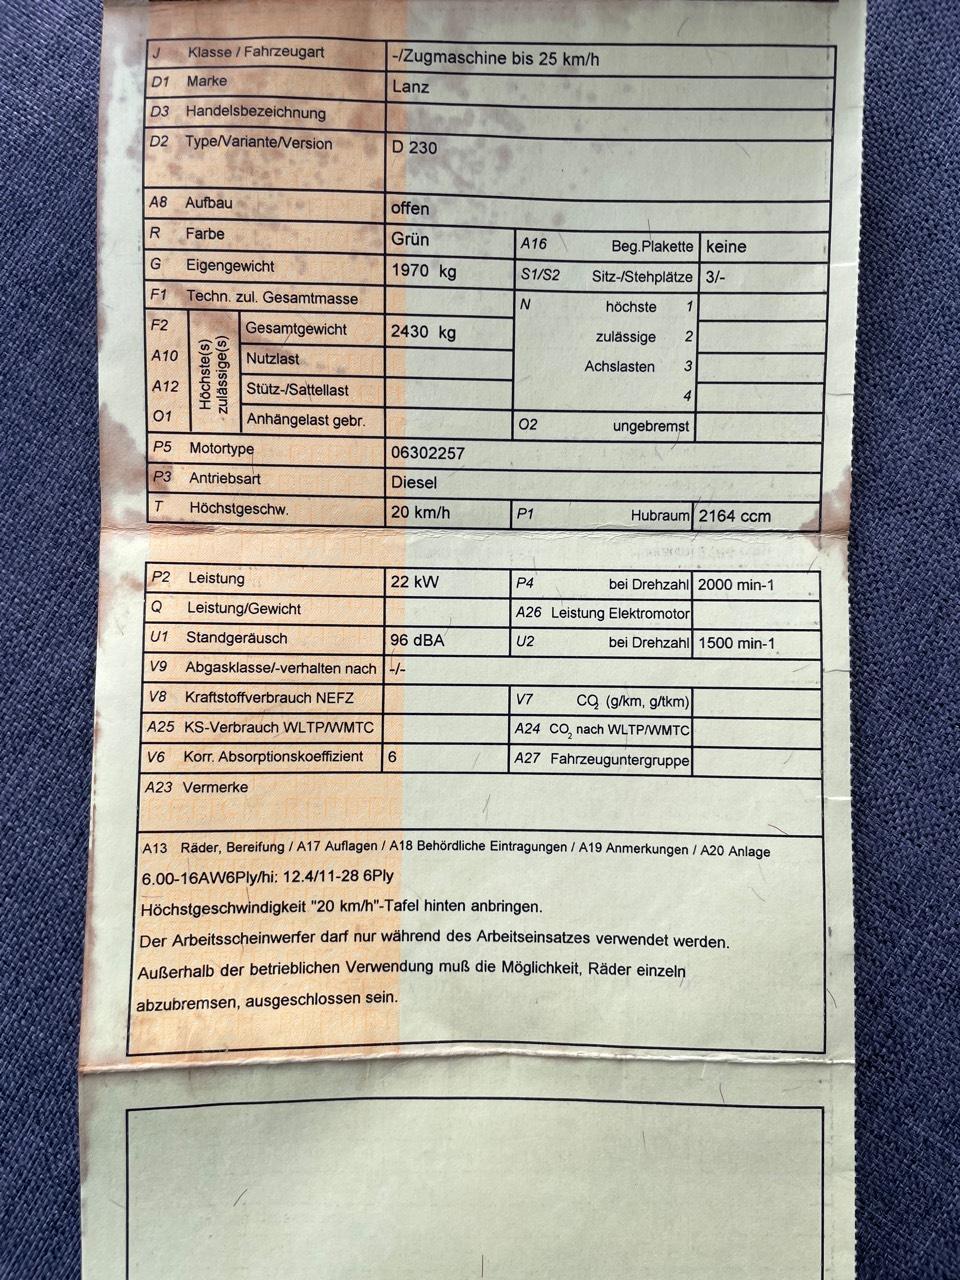 J Klasse / Fahrzeugart -/Zugmaschine bis 25 km/h
D1 Marke Lanz
D3 Handelsbezeichnung
D2 Type/Variante/Version D 230
A8 Aufbau offen
R Farbe Grün A16 Beg.Plakette keine
G Eigengewicht 1970 kg S1/S2 Sitz-/Stehplätze 3/-
F1 Techn. zul. Gesamtmasse N höchste 1
Höchste(s) zulässige(s)
F2 Gesamtgewicht 2430 kg zulässige 2
A10 Nutzlast Achslasten 3
A12 Stütz-/Sattellast 4
O1 Anhängelast gebr. O2 ungebremst
P5 Motortype 06302257
P3 Antriebsart Diesel
T Höchstgeschw. 20 km/h P1 Hubraum 2164 ccm
P2 Leistung 22 kW P4 bei Drehzahl 2000 min-1
Q Leistung/Gewicht A26 Leistung Elektromotor
U1 Standgeräusch 96 dBA U2 bei Drehzahl 1500 min-1
V9 Abgasklasse/-verhalten nach -/-
V8 Kraftstoffverbrauch NEFZ V7 CO₂ (g/km, g/tkm)
A25 KS-Verbrauch WLTP/WMTC A24 CO₂ nach WLTP/WMTC
V6 Korr. Absorptionskoeffizient 6 A27 Fahrzeuguntergruppe
A23 Vermerke
A13 Räder, Bereifung / A17 Auflagen / A18 Behördliche Eintragungen / A19 Anmerkungen / A20 Anlage
6.00-16AW6Ply/hi: 12.4/11-28 6Ply
Höchstgeschwindigkeit "20 km/h"-Tafel hinten anbringen.
Der Arbeitsscheinwerfer darf nur während des Arbeitseinsatzes verwendet werden.
Außerhalb der betrieblichen Verwendung muß die Möglichkeit, Räder einzeln
abzubremsen, ausgeschlossen sein.